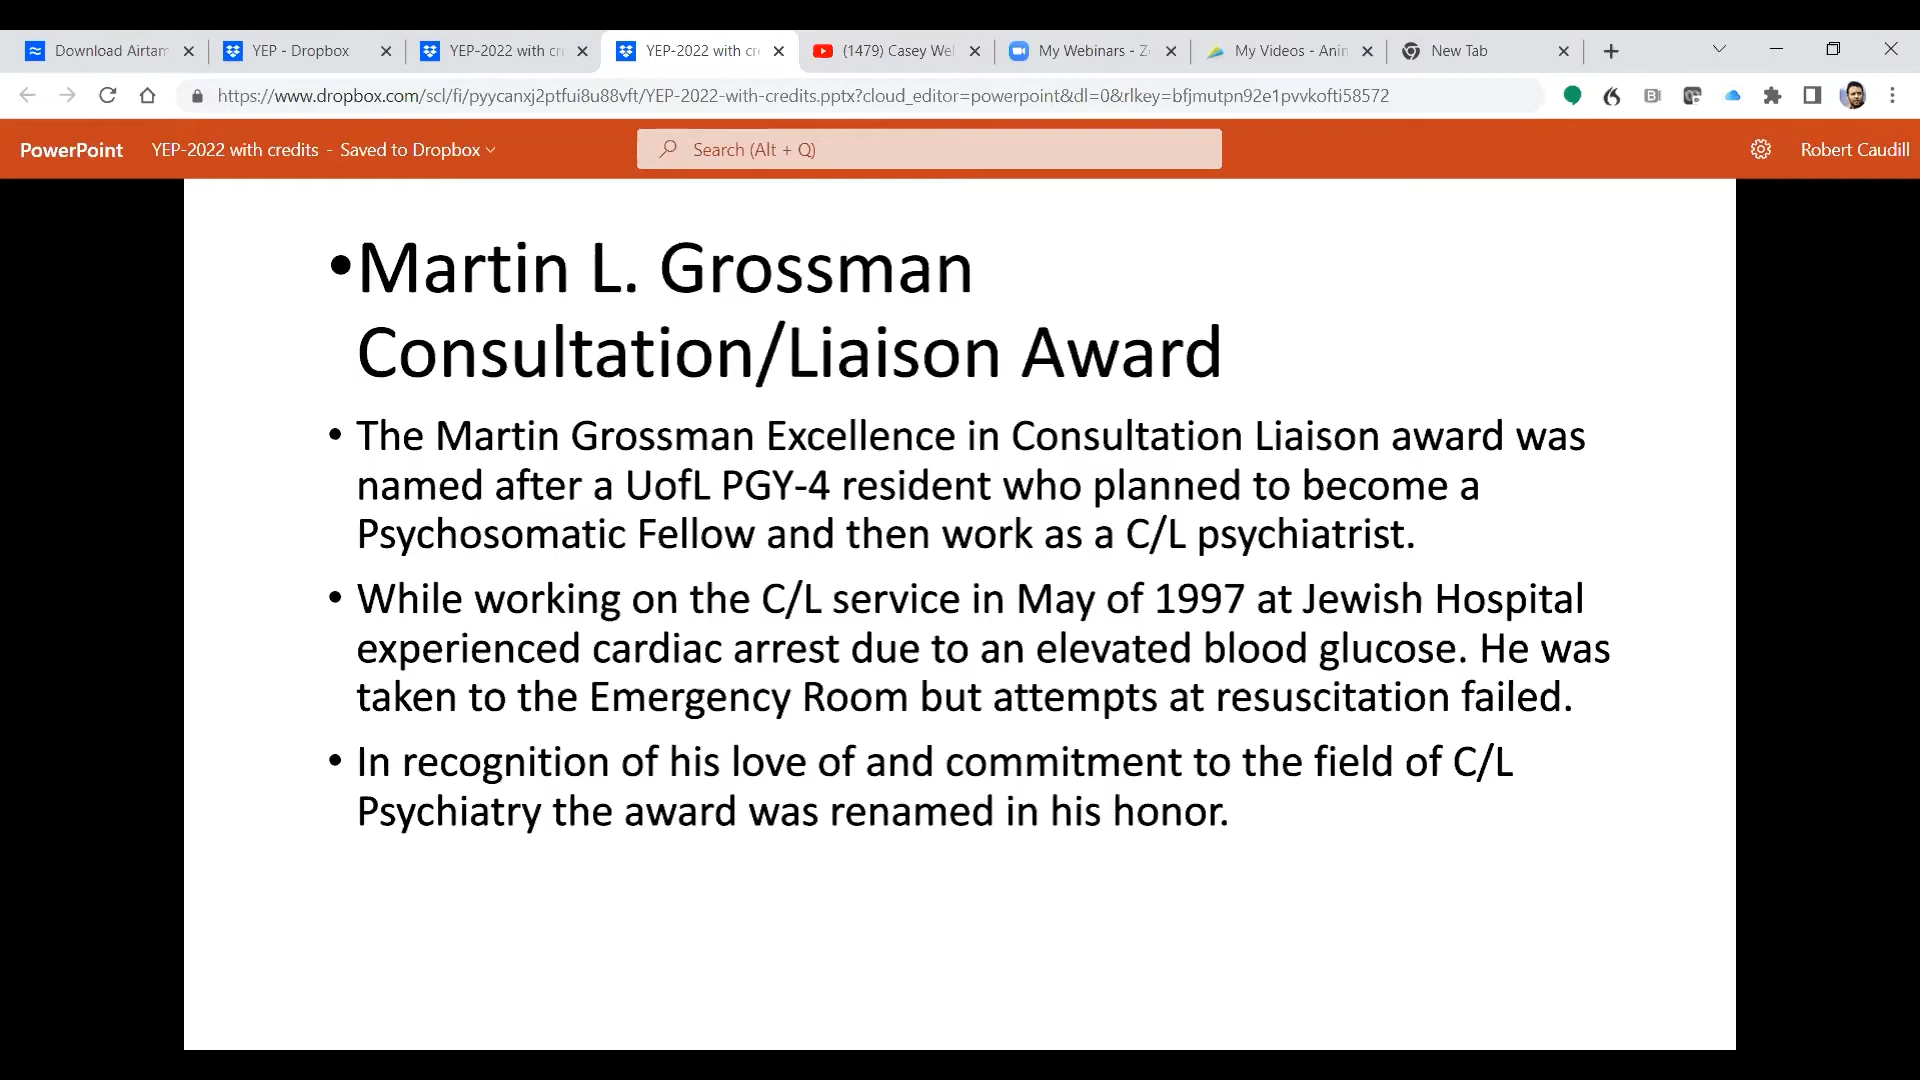 Download Airtam
YEP - Dropbox
YEP-2022 with cr
YEP-2022 with cre
(1479) Casey Wel
My Webinars - Z
My Videos - Anin
New Tab
https://www.dropbox.com/scl/fi/pyycanxj2ptfui8u88vft/YEP-2022-with-credits.pptx?cloud_editor=powerpoint&dl=0&rlkey=bfjmutpn92e1pvvkofti58572
PowerPoint YEP-2022 with credits - Saved to Dropbox
Search (Alt + Q)
Robert Caudill
•Martin L. Grossman
Consultation/Liaison Award
• The Martin Grossman Excellence in Consultation Liaison award was
named after a UofL PGY-4 resident who planned to become a
Psychosomatic Fellow and then work as a C/L psychiatrist.
• While working on the C/L service in May of 1997 at Jewish Hospital
experienced cardiac arrest due to an elevated blood glucose. He was
taken to the Emergency Room but attempts at resuscitation failed.
• In recognition of his love of and commitment to the field of C/L
Psychiatry the award was renamed in his honor.